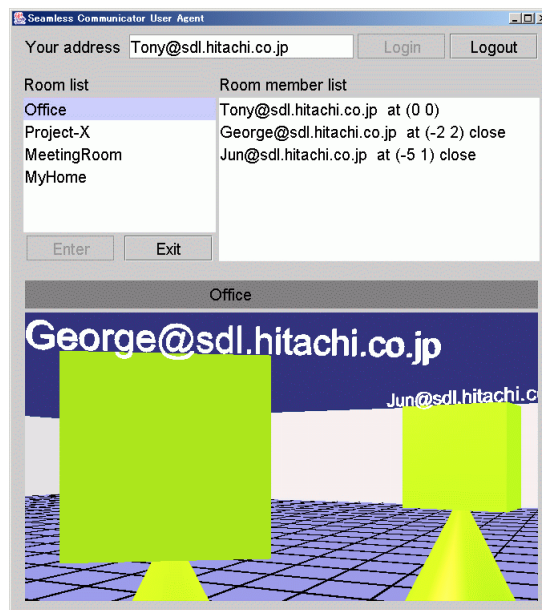 Seamless Communicator User Agent
Your address Tony@sdl.hitachi.co.jp Login Logout
Room list Room member list
Office Tony@sdl.hitachi.co.jp at (0 0)
Project-X George@sdl.hitachi.co.jp at (-2 2) close
MeetingRoom Jun@sdl.hitachi.co.jp at (-5 1) close
MyHome
Enter Exit
Office
George@sdl.hitachi.co.jp
Jun@sdl.hitachi.c